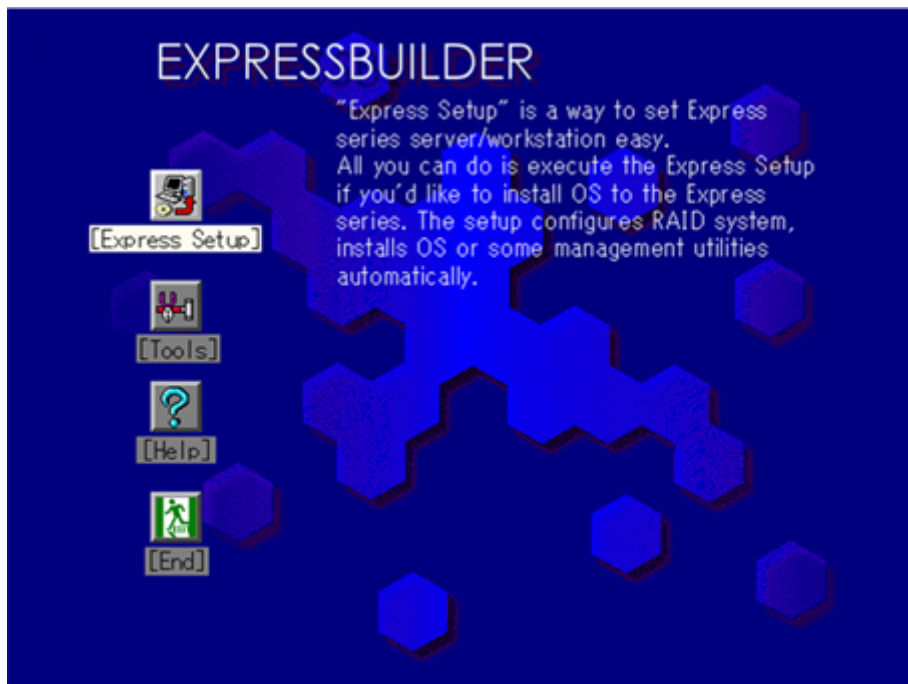 EXPRESSBUILDER
"Express Setup" is a way to set Express
series server/workstation easy.
All you can do is execute the Express Setup
if you'd like to install OS to the Express
series. The setup configures RAID system,
installs OS or some management utilities
automatically.
[Express Setup]
[Tools]
[Help]
[End]